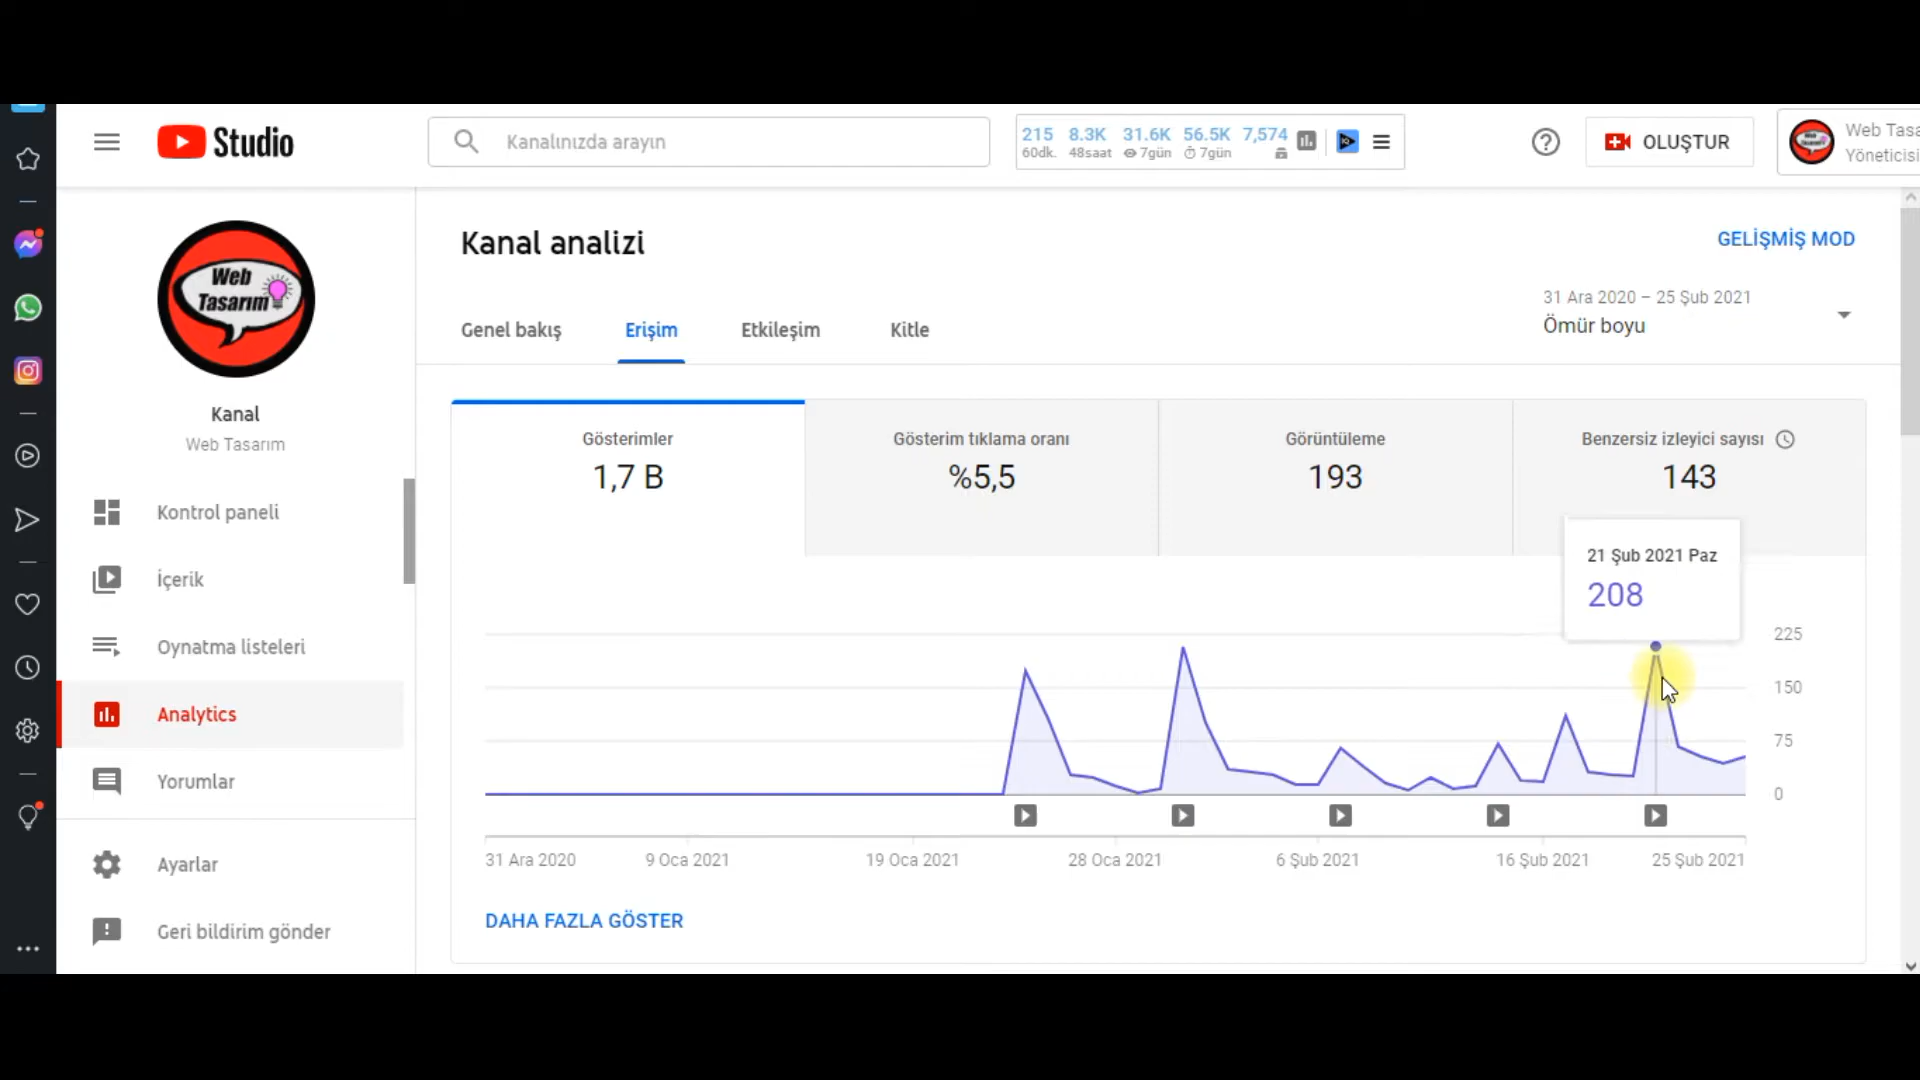 Studio
Kanalınızda arayın
215 8.3K 31.6K 56.5K 7,574
60dk. 48saat 7gün 7gün
OLUŞTUR
Web Tasa
Yöneticisi
Web
Tasarım
Kanal
Web Tasarım
Kontrol paneli
İçerik
Oynatma listeleri
Analytics
Yorumlar
Ayarlar
Geri bildirim gönder
Kanal analizi
GELİŞMİŞ MOD
31 Ara 2020 – 25 Şub 2021
Ömür boyu
Genel bakış Erişim Etkileşim Kitle
Gösterimler
1,7 B
Gösterim tıklama oranı
%5,5
Görüntüleme
193
Benzersiz izleyici sayısı
143
21 Şub 2021 Paz
208
225
150
75
0
31 Ara 2020 9 Oca 2021 19 Oca 2021 28 Oca 2021 6 Şub 2021 16 Şub 2021 25 Şub 2021
DAHA FAZLA GÖSTER